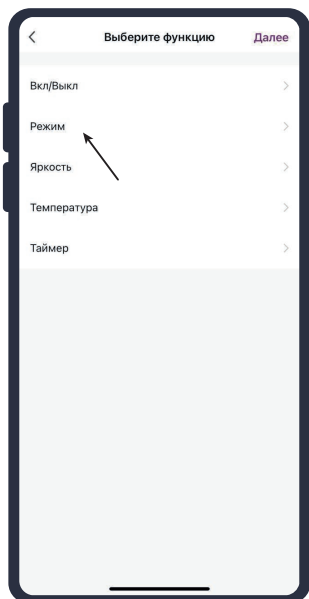 Выберите функцию Далее
Вкл/Выкл
Режим
Яркость
Температура
Таймер